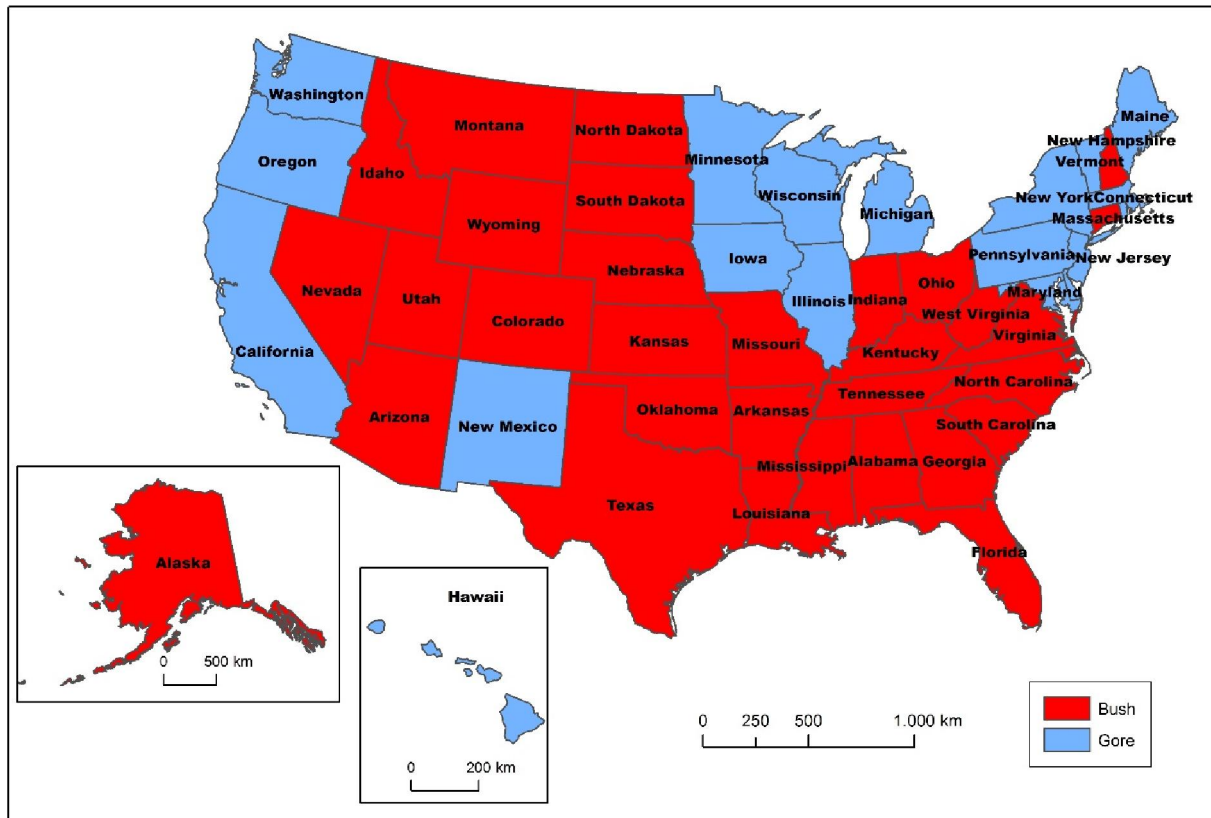 Washington
Montana
North Dakota
Minnesota
Maine
New Hampshire
Vermont
Oregon
Idaho
Wisconsin
South Dakota
Michigan
New York
Connecticut
Massachusetts
Wyoming
Iowa
Pennsylvania
New Jersey
Nebraska
Ohio
Nevada
Utah
Illinois
Indiana
Maryland
Colorado
West Virginia
Virginia
California
Kansas
Missouri
Kentucky
North Carolina
Tennessee
Arizona
New Mexico
Oklahoma
Arkansas
South Carolina
Mississippi
Alabama
Georgia
Texas
Louisiana
Florida
Alaska
0 500 km
Hawaii
0 200 km
0 250 500 1.000 km
Bush
Gore